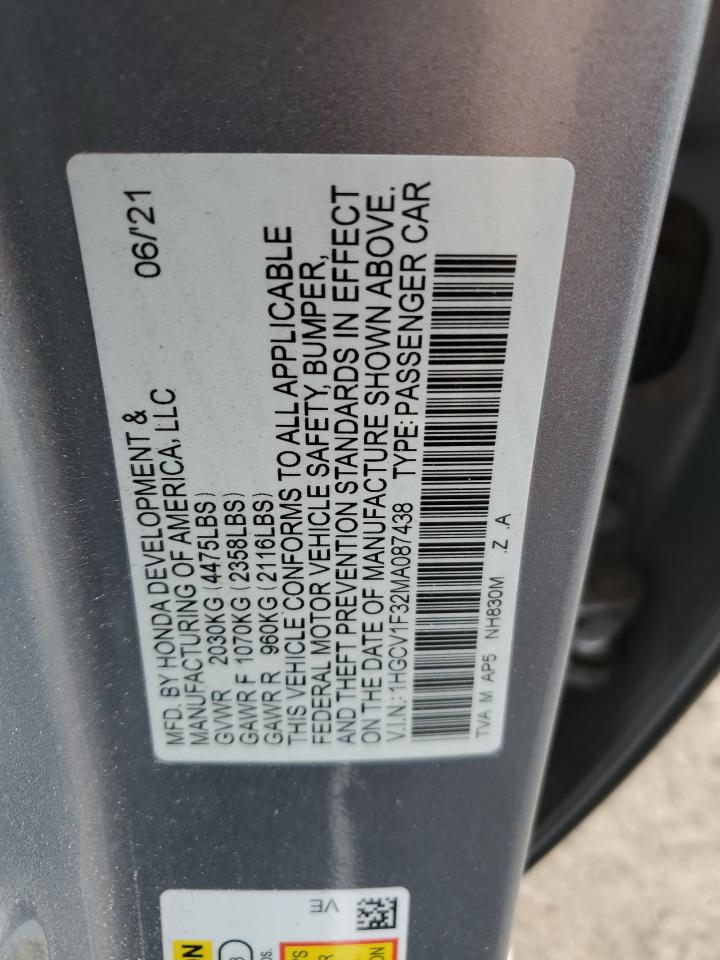 MFD. BY HONDA DEVELOPMENT & 06/'21
MANUFACTURING OF AMERICA, LLC
GVWR 2030KG (4475LBS)
GAWR F 1070KG (2358LBS)
GAWR R 960KG (2116LBS)
THIS VEHICLE CONFORMS TO ALL APPLICABLE
FEDERAL MOTOR VEHICLE SAFETY, BUMPER,
AND THEFT PREVENTION STANDARDS IN EFFECT
ON THE DATE OF MANUFACTURE SHOWN ABOVE.
V.I.N.: 1HGCV1F32MA087438 TYPE: PASSENGER CAR
TVA M AP5 NH830M .Z .A
VE